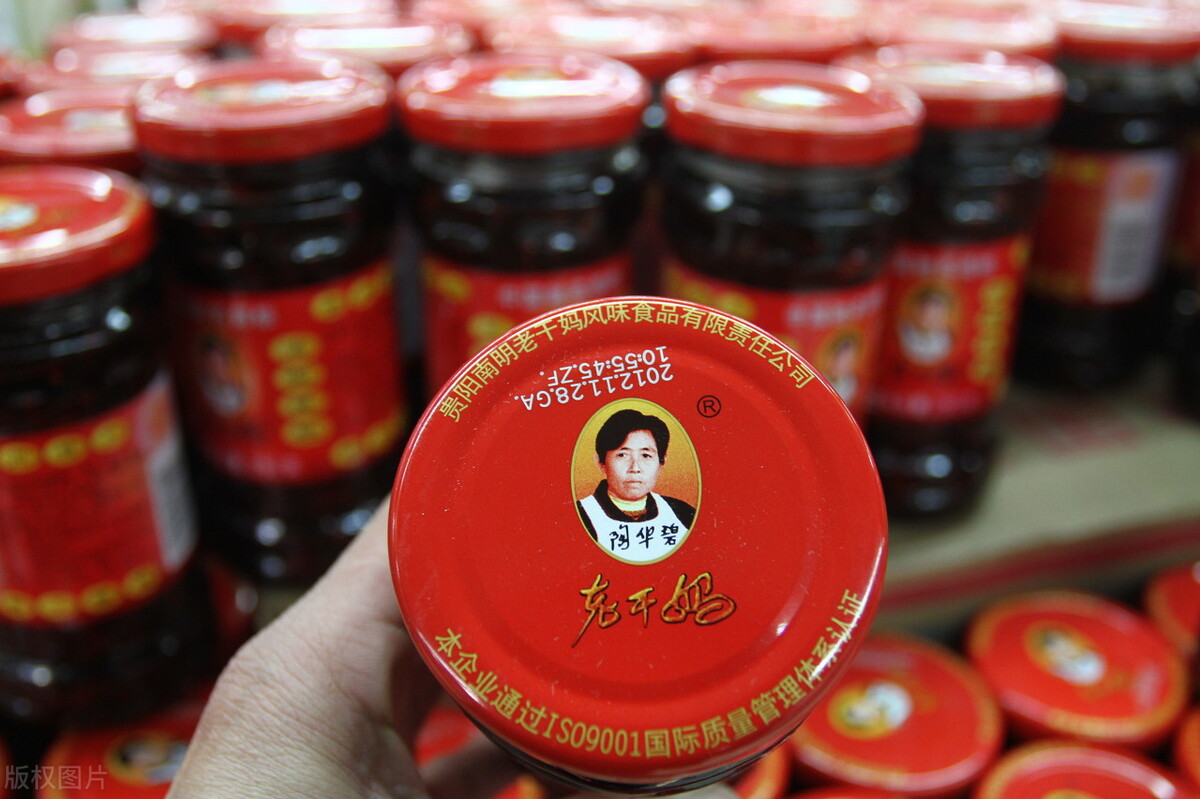 贵阳南明老干妈风味食品有限责任公司
2012.11.28.GA.
10:55:45.ZF.
®
陶华碧
老干妈
本企业通过ISO9001国际质量管理体系认证
版权图片